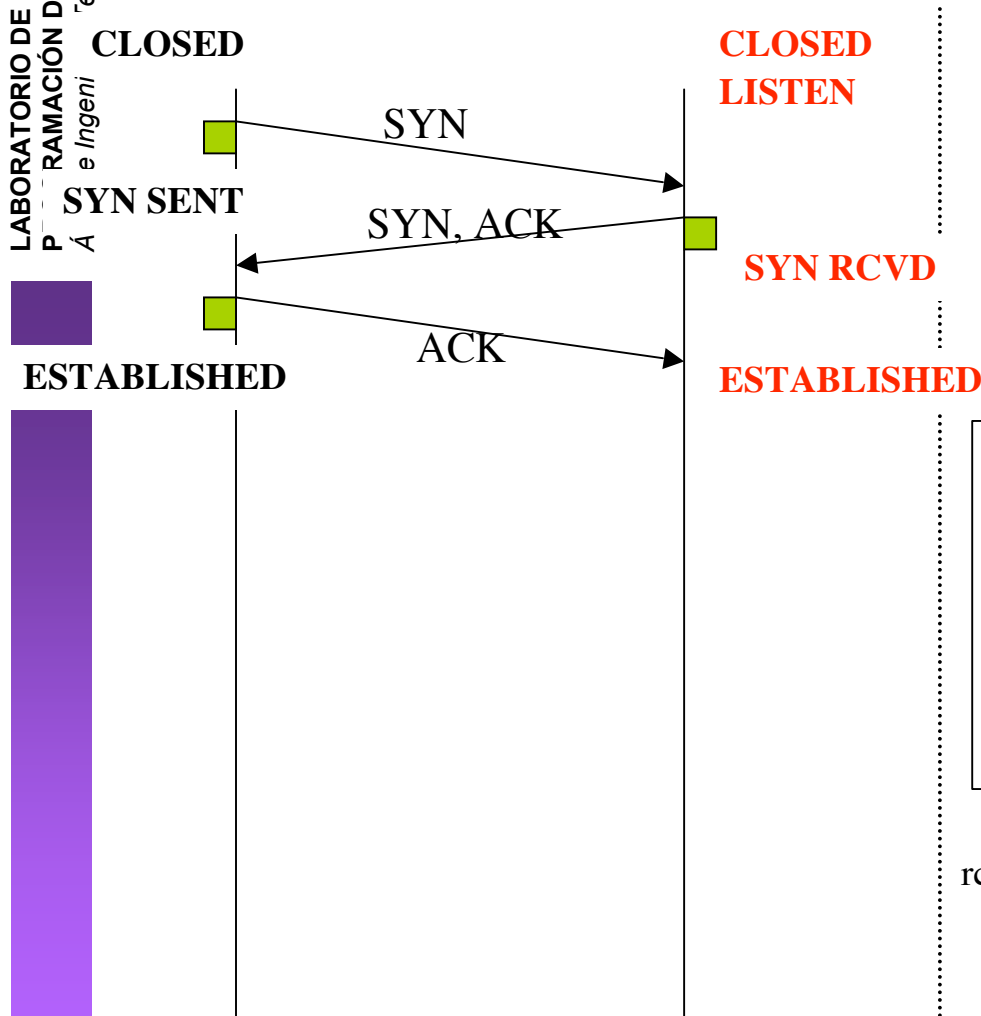 LABORATORIO DE
RAMACIÓN D
e Ingeni
CLOSED
CLOSED
LISTEN
SYN
SYN SENT
SYN, ACK
SYN RCVD
ACK
ESTABLISHED
ESTABLISHED